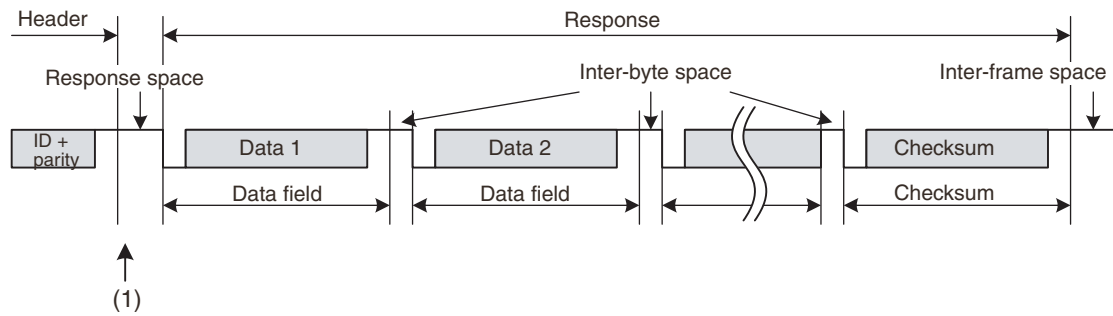 Header
Response
Response space
Inter-byte space
Inter-frame space
ID +
parity
Data 1
Data 2
Checksum
Data field
Data field
Checksum
(1)